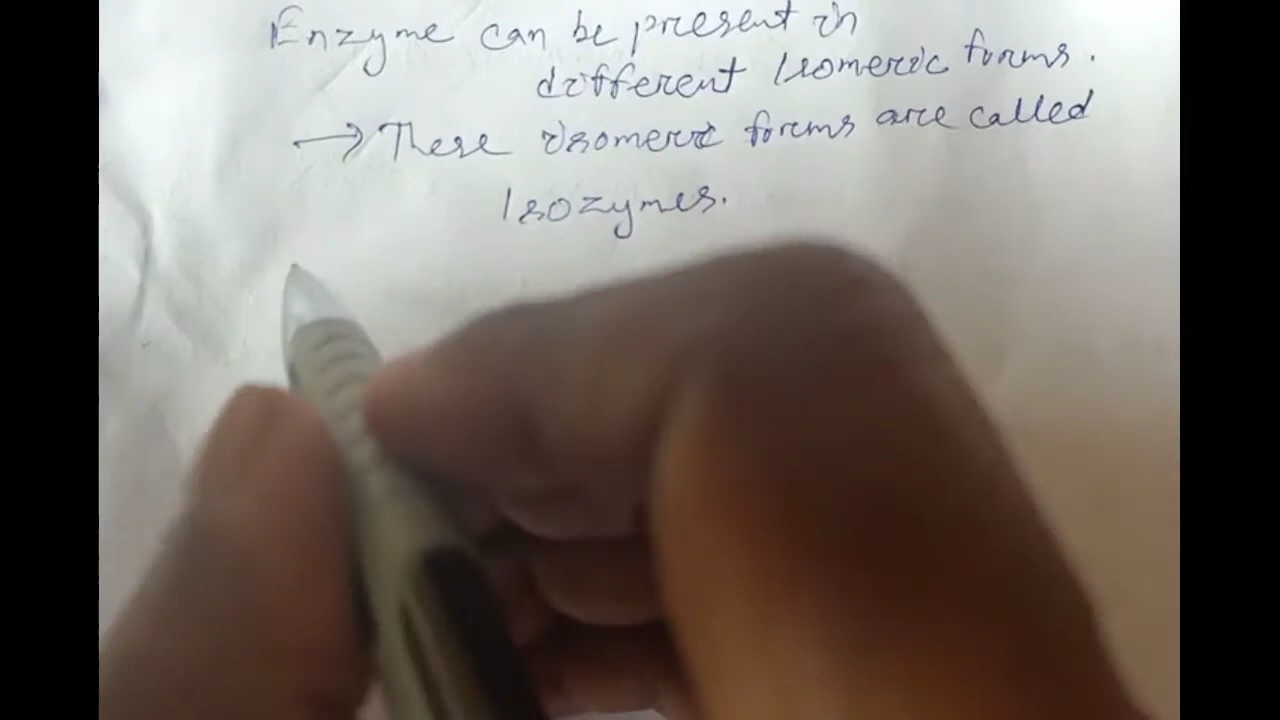 Enzyme can be present in
different Isomeric forms.
→ These isomeric forms are called
Isozymes.